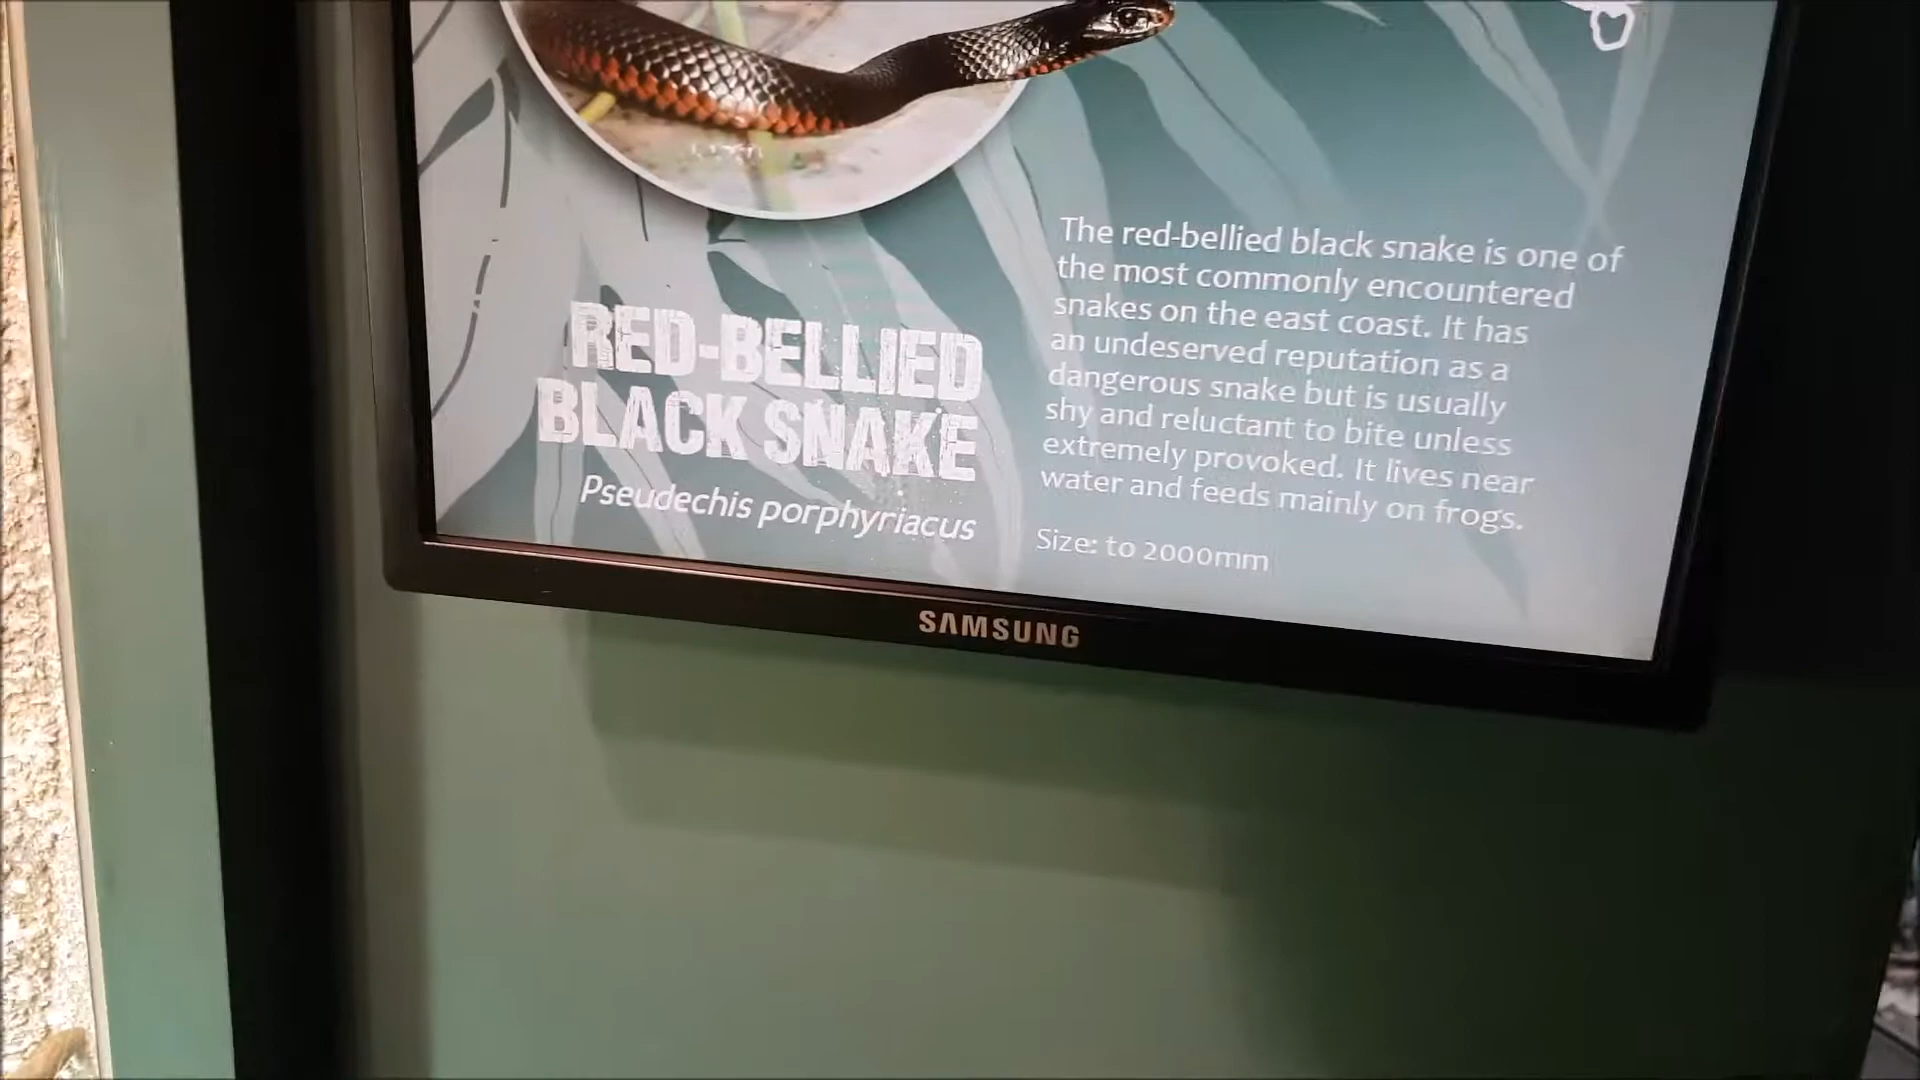 RED-BELLIED
BLACK SNAKE
Pseudechis porphyriacus
The red-bellied black snake is one of
the most commonly encountered
snakes on the east coast. It has
an undeserved reputation as a
dangerous snake but is usually
shy and reluctant to bite unless
extremely provoked. It lives near
water and feeds mainly on frogs.
Size: to 2000mm
SAMSUNG